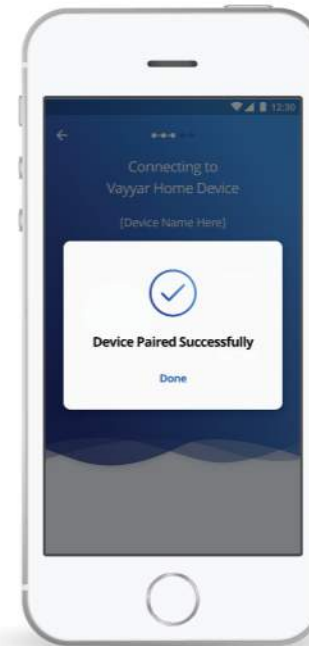 12:30
Connecting to
Vayyar Home Device
[Device Name Here]
Device Paired Successfully
Done